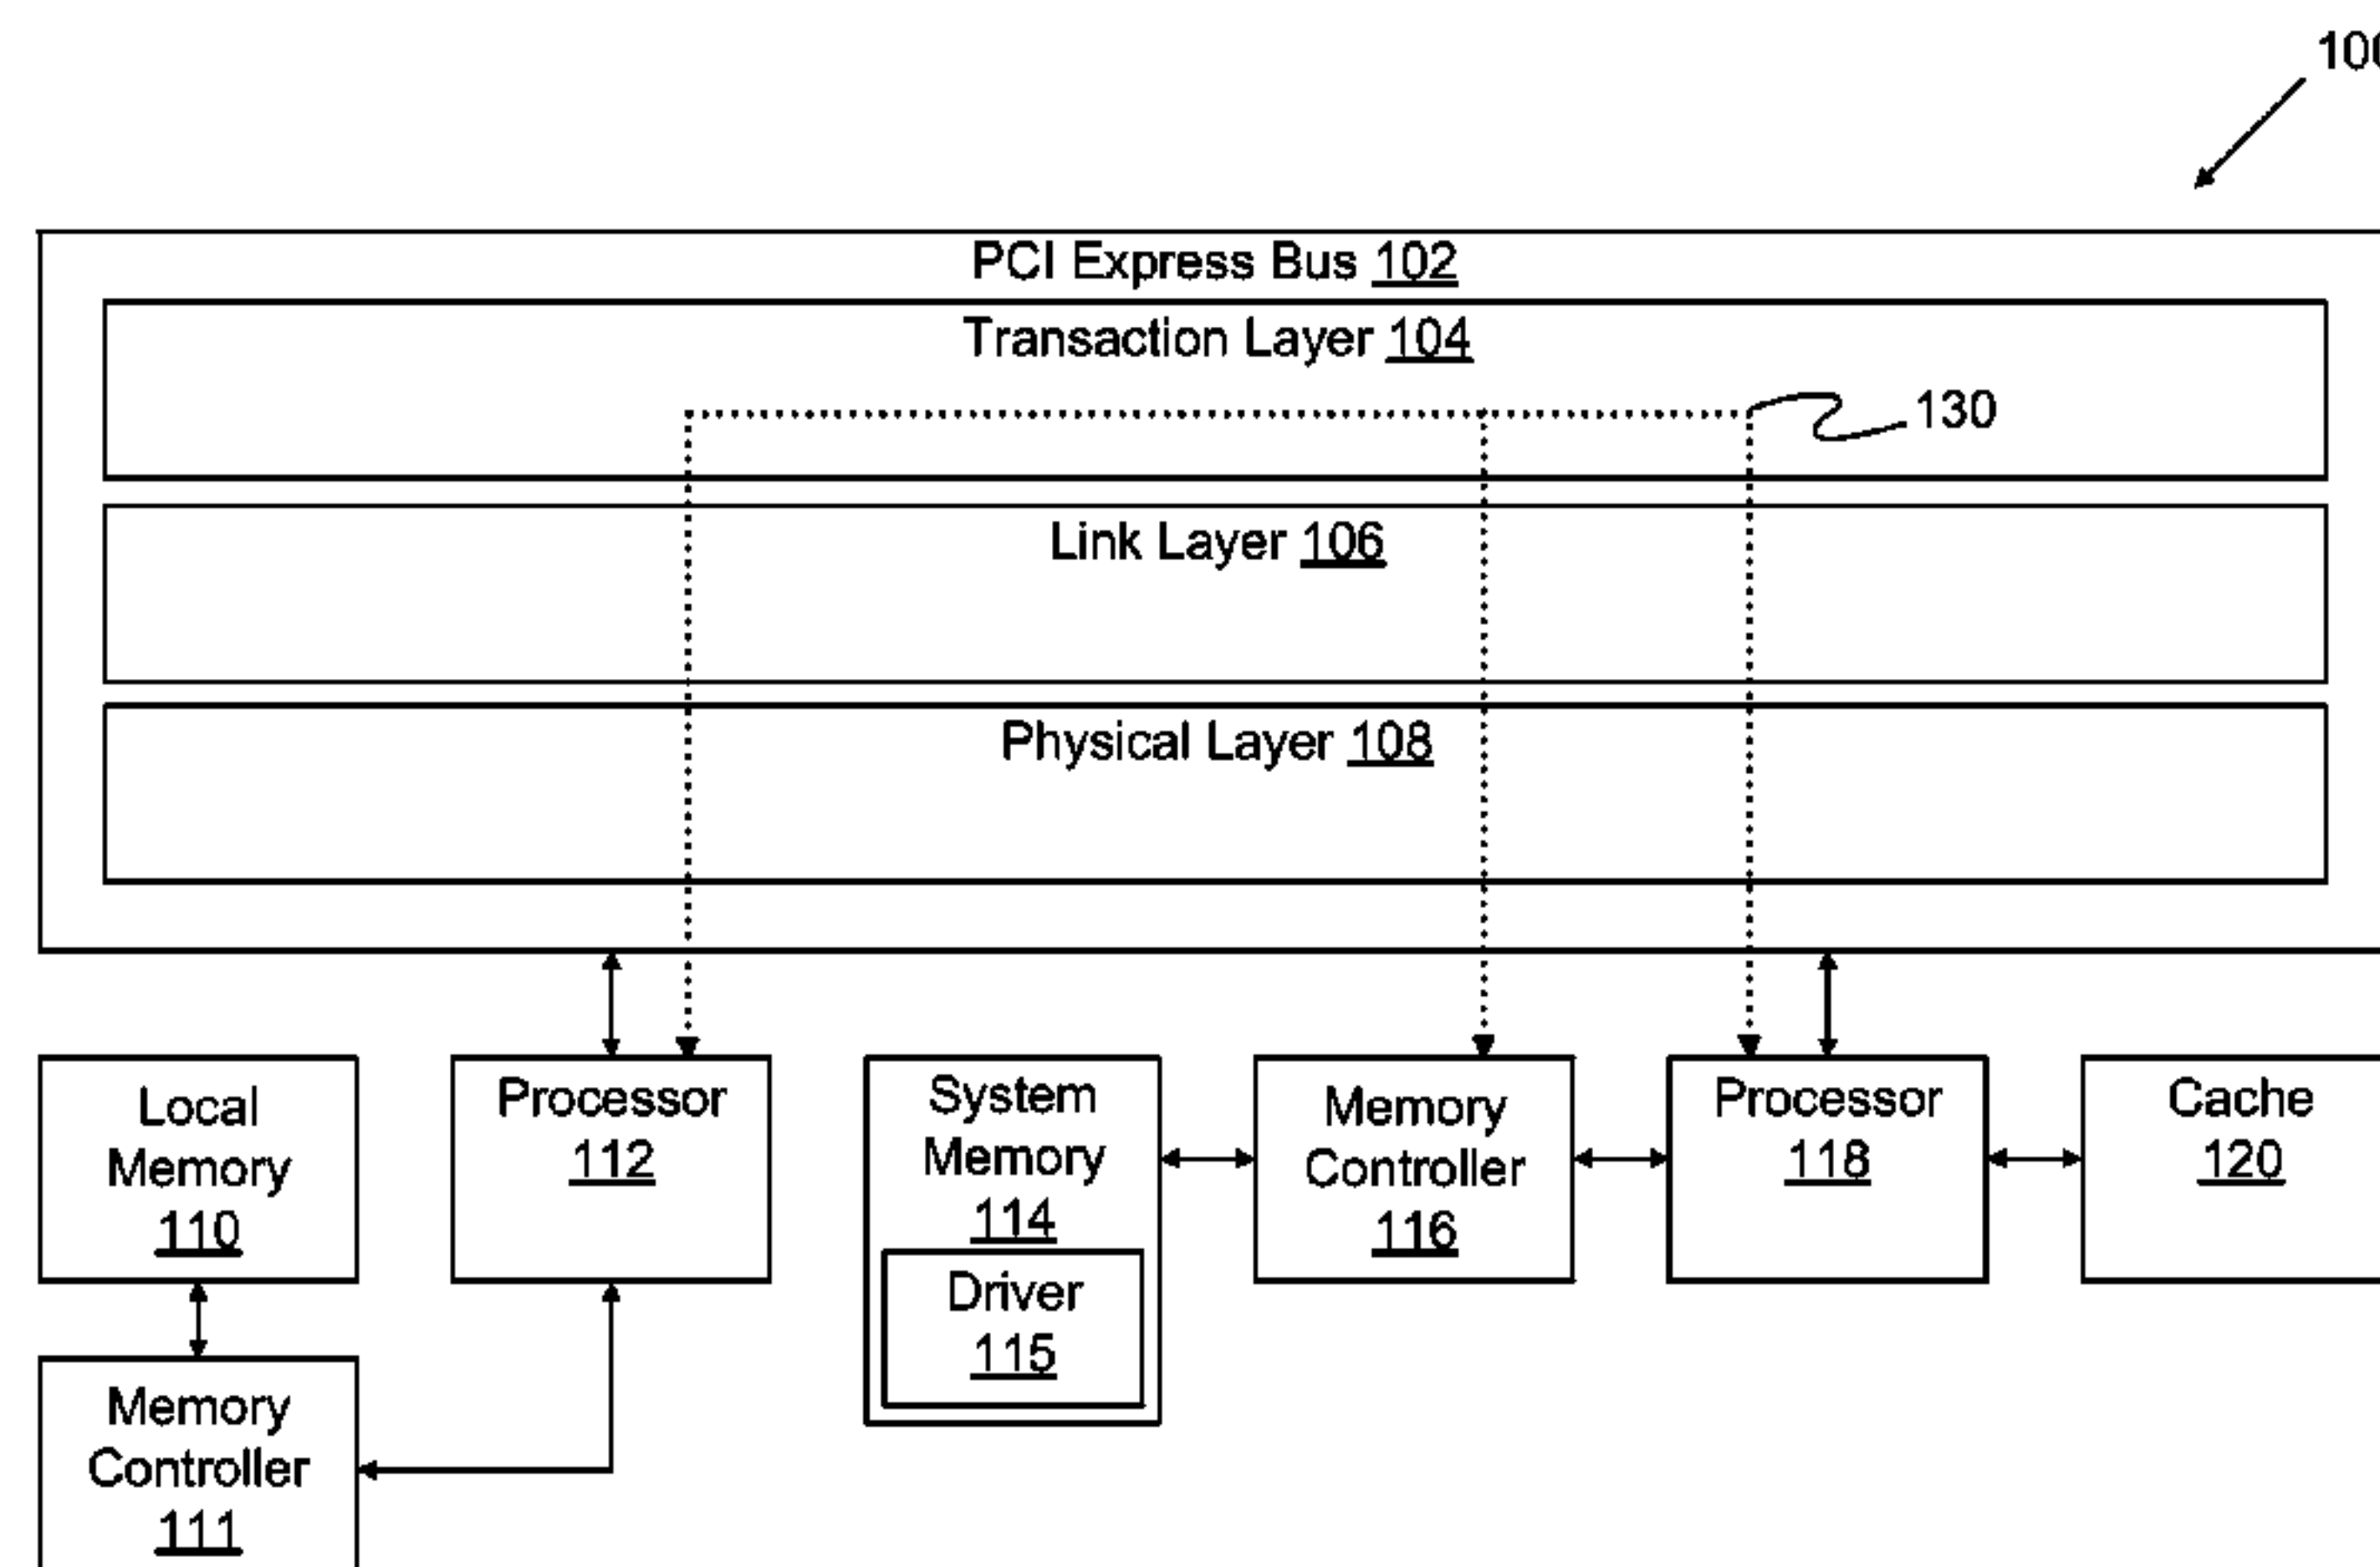 100
PCI Express Bus 102
Transaction Layer 104
130
Link Layer 106
Physical Layer 108
Local
Memory
110
Processor
112
System
Memory
114
Driver
115
Memory
Controller
116
Processor
118
Cache
120
Memory
Controller
111